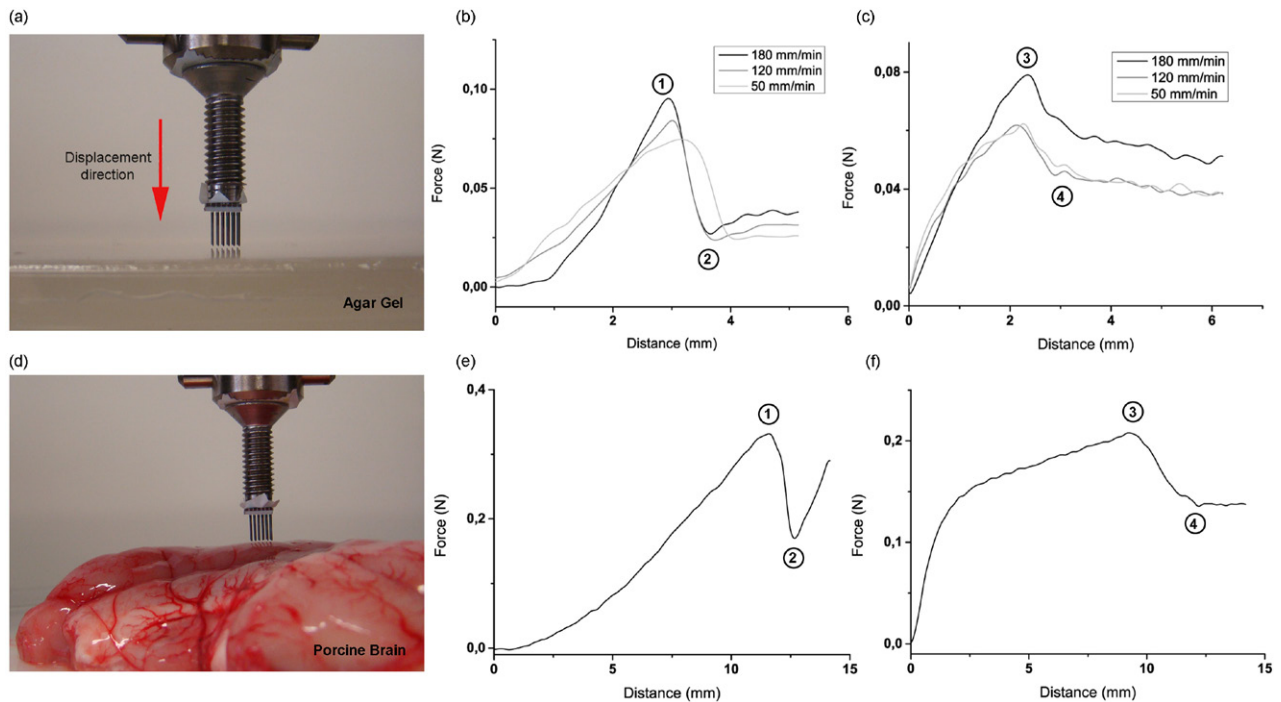 (a)
Displacement
direction
Agar Gel
(b)
180 mm/min
120 mm/min
50 mm/min
1
2
0,10
0,05
0,00
0
2
4
6
Force (N)
Distance (mm)
(c)
180 mm/min
120 mm/min
50 mm/min
3
4
0,08
0,04
0,00
0
2
4
6
Force (N)
Distance (mm)
(d)
Porcine Brain
(e)
1
2
0,4
0,2
0,0
0
5
10
15
Force (N)
Distance (mm)
(f)
3
4
0,2
0,1
0,0
0
5
10
15
Force (N)
Distance (mm)